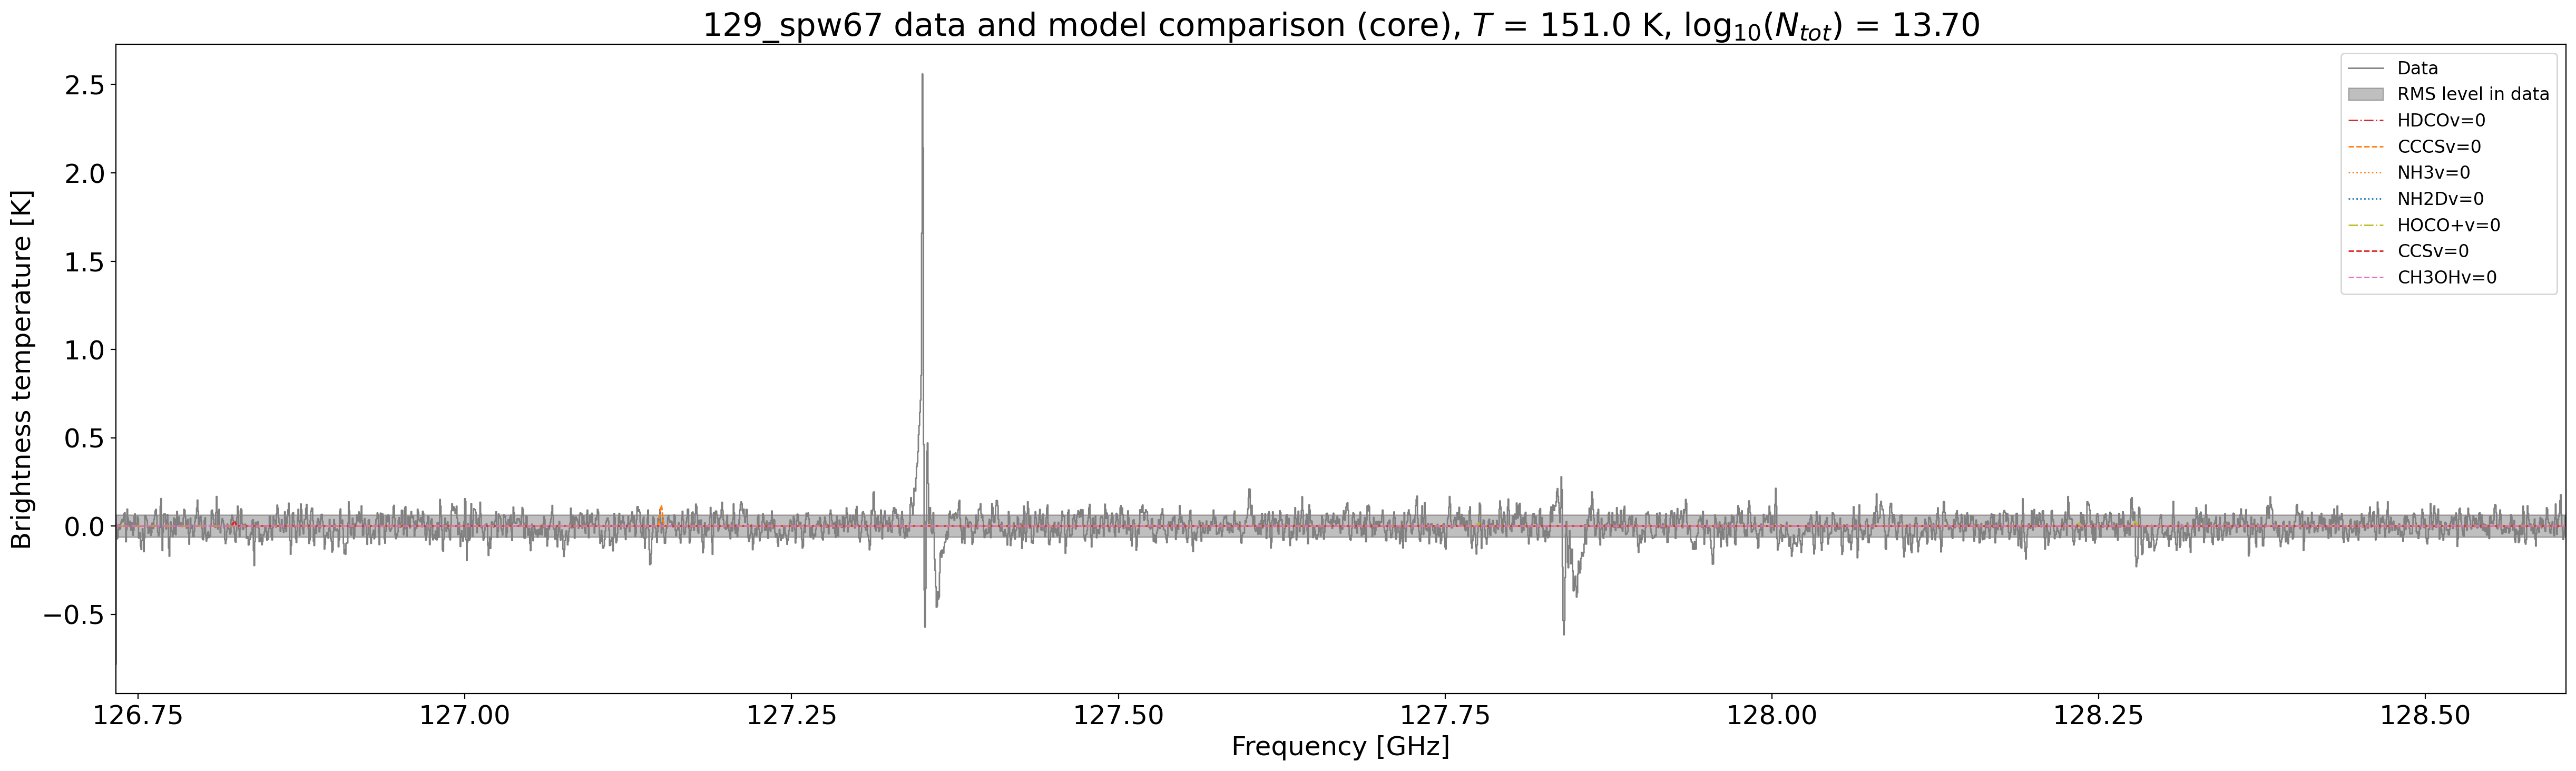 129_spw67 data and model comparison (core), T = 151.0 K, log₁₀(Nₜₒₜ) = 13.70
Brightness temperature [K]
2.5
2.0
1.5
1.0
0.5
0.0
−0.5
Data
RMS level in data
HDCOv=0
CCCSv=0
NH3v=0
NH2Dv=0
HOCO+v=0
CCSv=0
CH3OHv=0
126.75 127.00 127.25 127.50 127.75 128.00 128.25 128.50
Frequency [GHz]